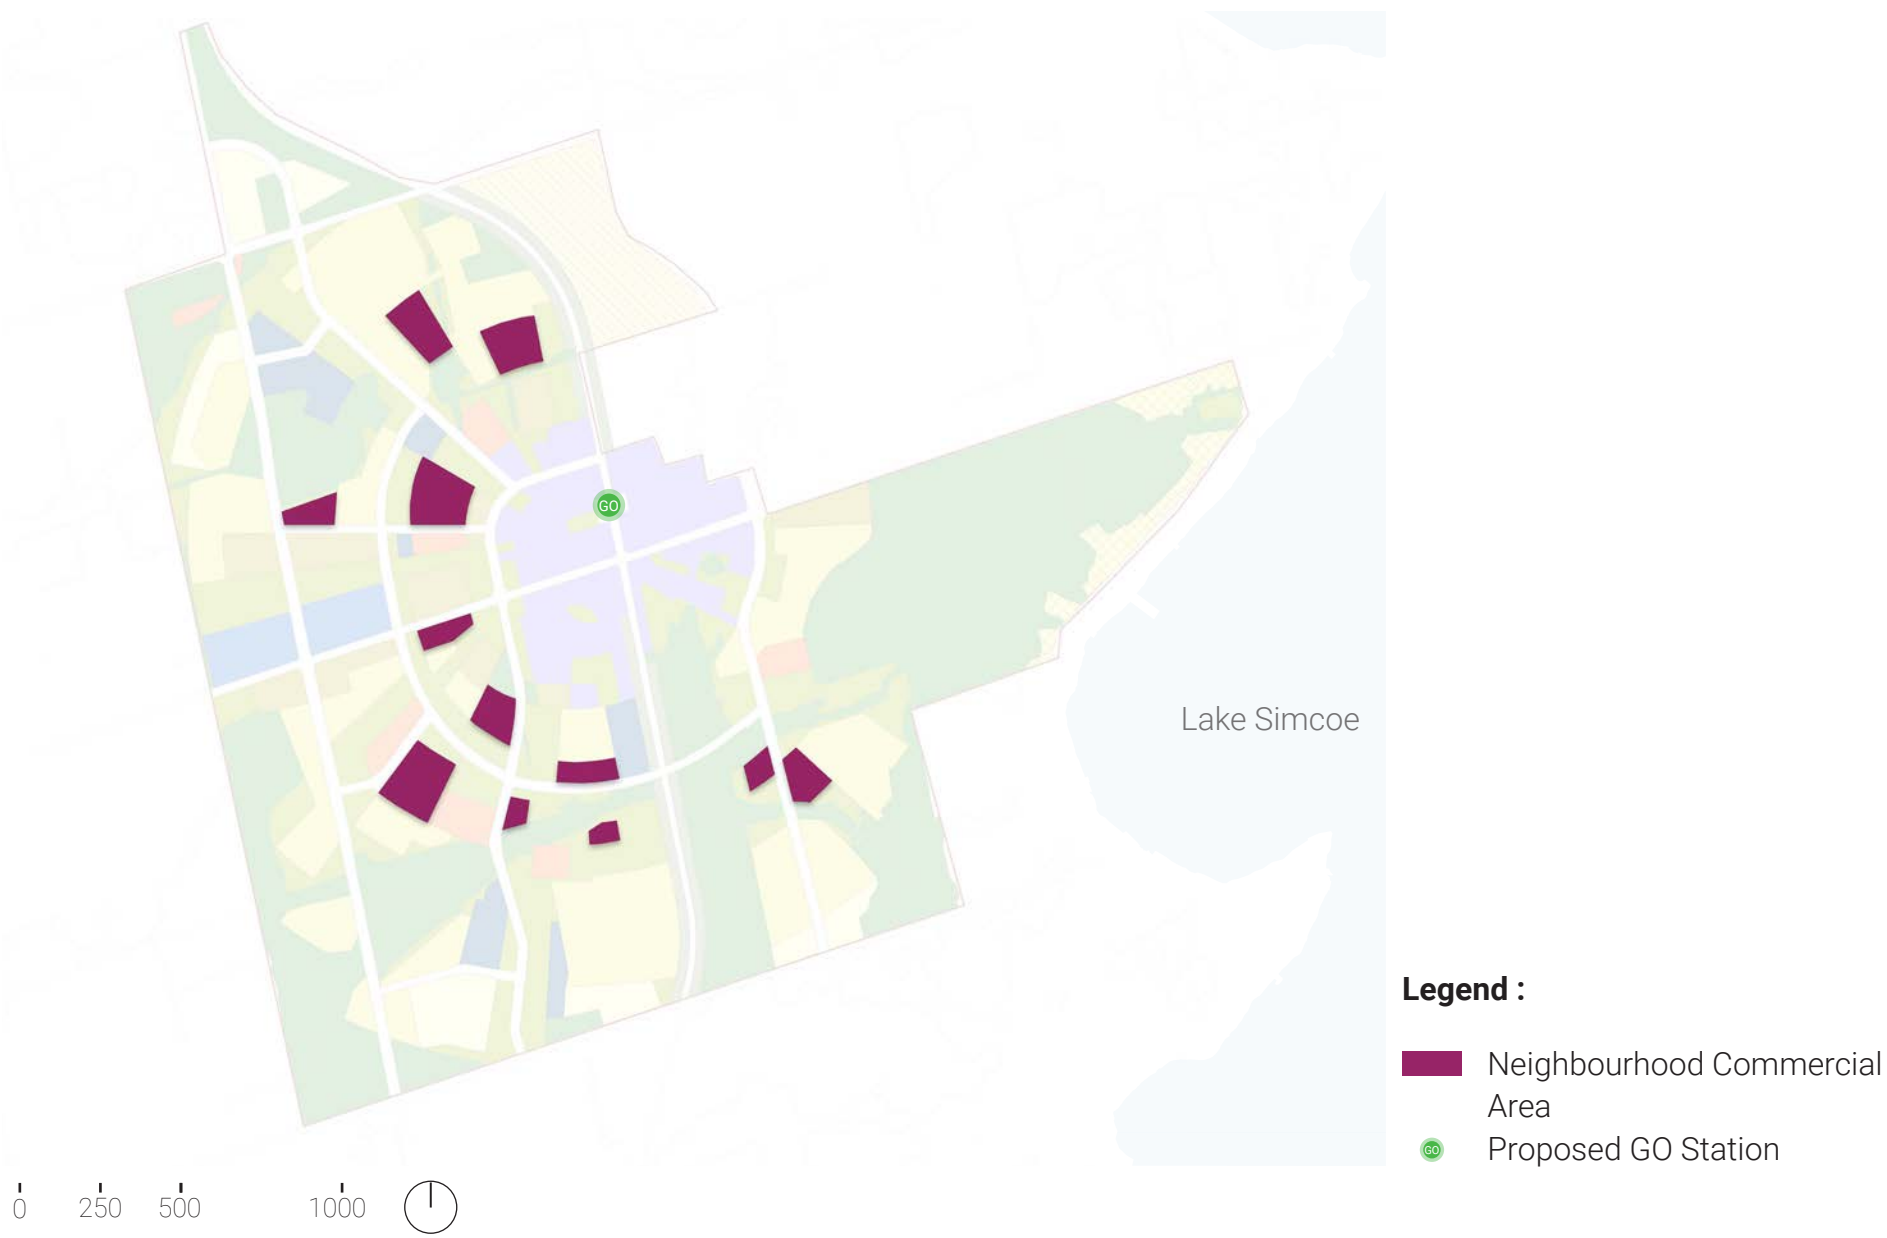 GO
Lake Simcoe
Legend :
Neighbourhood Commercial
Area
GO
Proposed GO Station
0 250 500 1000